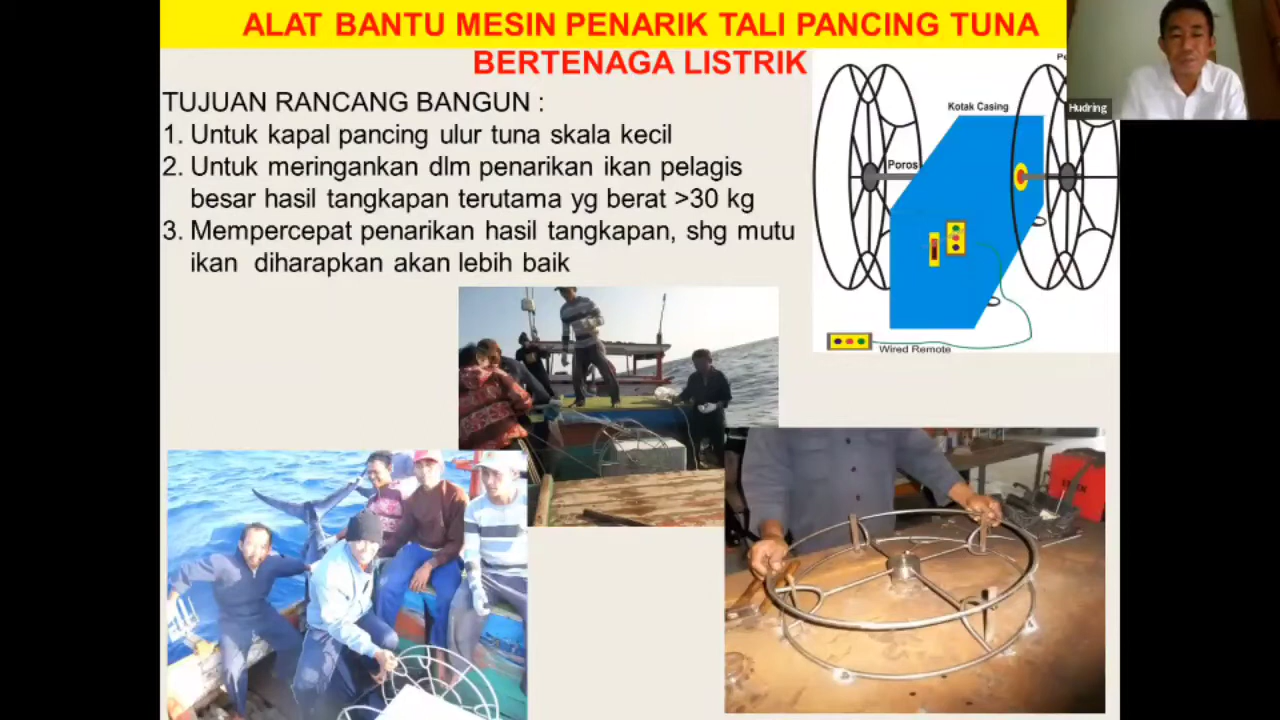 ALAT BANTU MESIN PENARIK TALI PANCING TUNA
BERTENAGA LISTRIK
TUJUAN RANCANG BANGUN :
1. Untuk kapal pancing ulur tuna skala kecil
2. Untuk meringankan dlm penarikan ikan pelagis
besar hasil tangkapan terutama yg berat >30 kg
3. Mempercepat penarikan hasil tangkapan, shg mutu
ikan diharapkan akan lebih baik
Kotak Casing
Poros
Wired Remote
Hudring